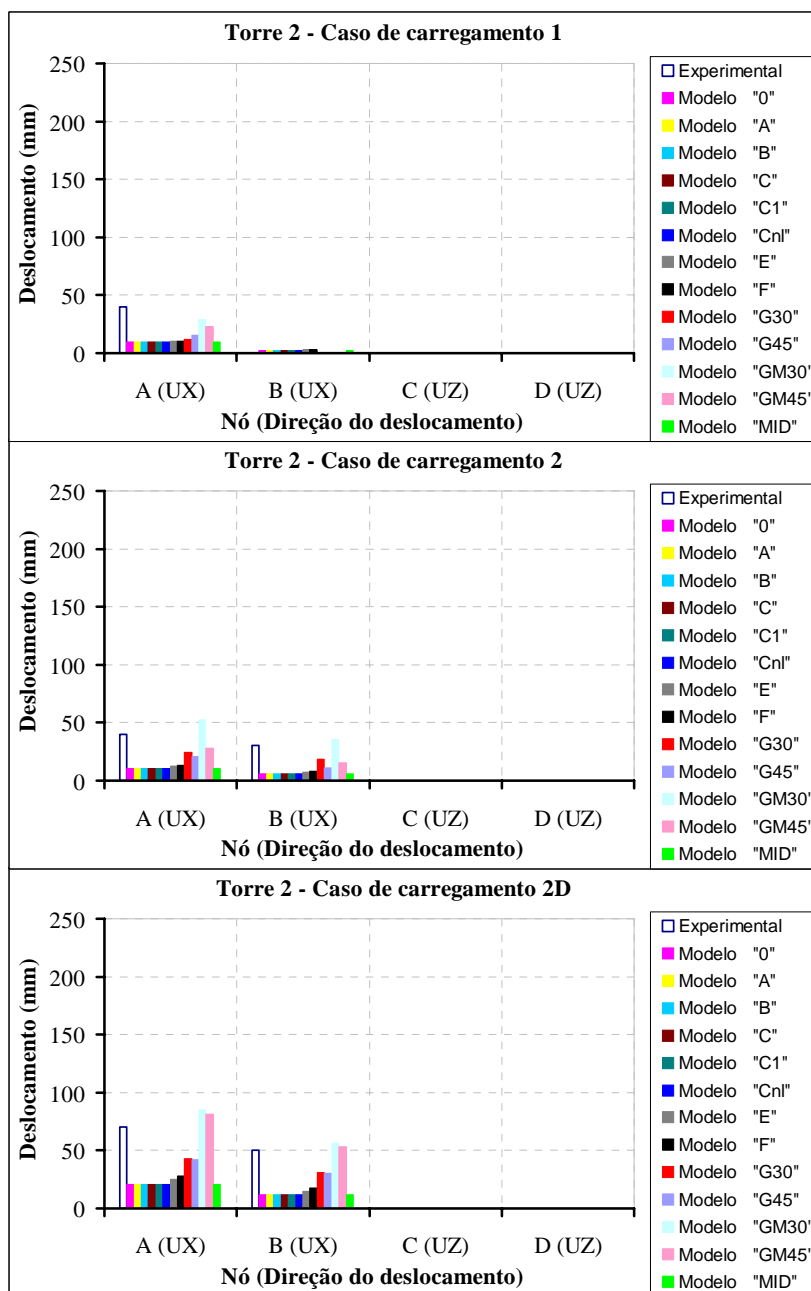 Torre 2 - Caso de carregamento 1
Deslocamento (mm)
250
200
150
100
50
0
A (UX) B (UX) C (UZ) D (UZ)
Nó (Direção do deslocamento)
Experimental
Modelo "0"
Modelo "A"
Modelo "B"
Modelo "C"
Modelo "C1"
Modelo "Cnl"
Modelo "E"
Modelo "F"
Modelo "G30"
Modelo "G45"
Modelo "GM30"
Modelo "GM45"
Modelo "MID"
Torre 2 - Caso de carregamento 2
Deslocamento (mm)
250
200
150
100
50
0
A (UX) B (UX) C (UZ) D (UZ)
Nó (Direção do deslocamento)
Experimental
Modelo "0"
Modelo "A"
Modelo "B"
Modelo "C"
Modelo "C1"
Modelo "Cnl"
Modelo "E"
Modelo "F"
Modelo "G30"
Modelo "G45"
Modelo "GM30"
Modelo "GM45"
Modelo "MID"
Torre 2 - Caso de carregamento 2D
Deslocamento (mm)
250
200
150
100
50
0
A (UX) B (UX) C (UZ) D (UZ)
Nó (Direção do deslocamento)
Experimental
Modelo "0"
Modelo "A"
Modelo "B"
Modelo "C"
Modelo "C1"
Modelo "Cnl"
Modelo "E"
Modelo "F"
Modelo "G30"
Modelo "G45"
Modelo "GM30"
Modelo "GM45"
Modelo "MID"